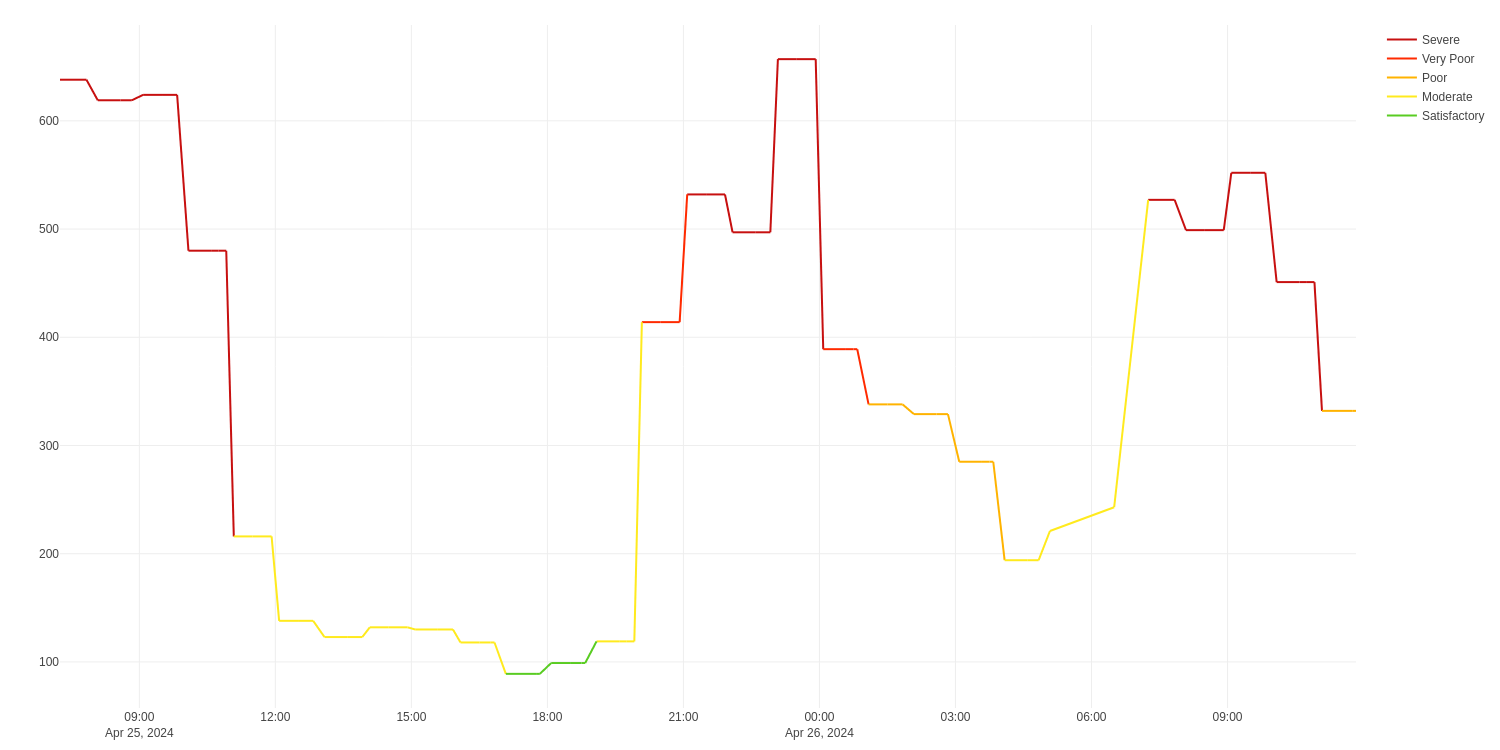 Severe
Very Poor
Poor
Moderate
Satisfactory
600
500
400
300
200
100
09:00 12:00 15:00 18:00 21:00 00:00 03:00 06:00 09:00
Apr 25, 2024 Apr 26, 2024